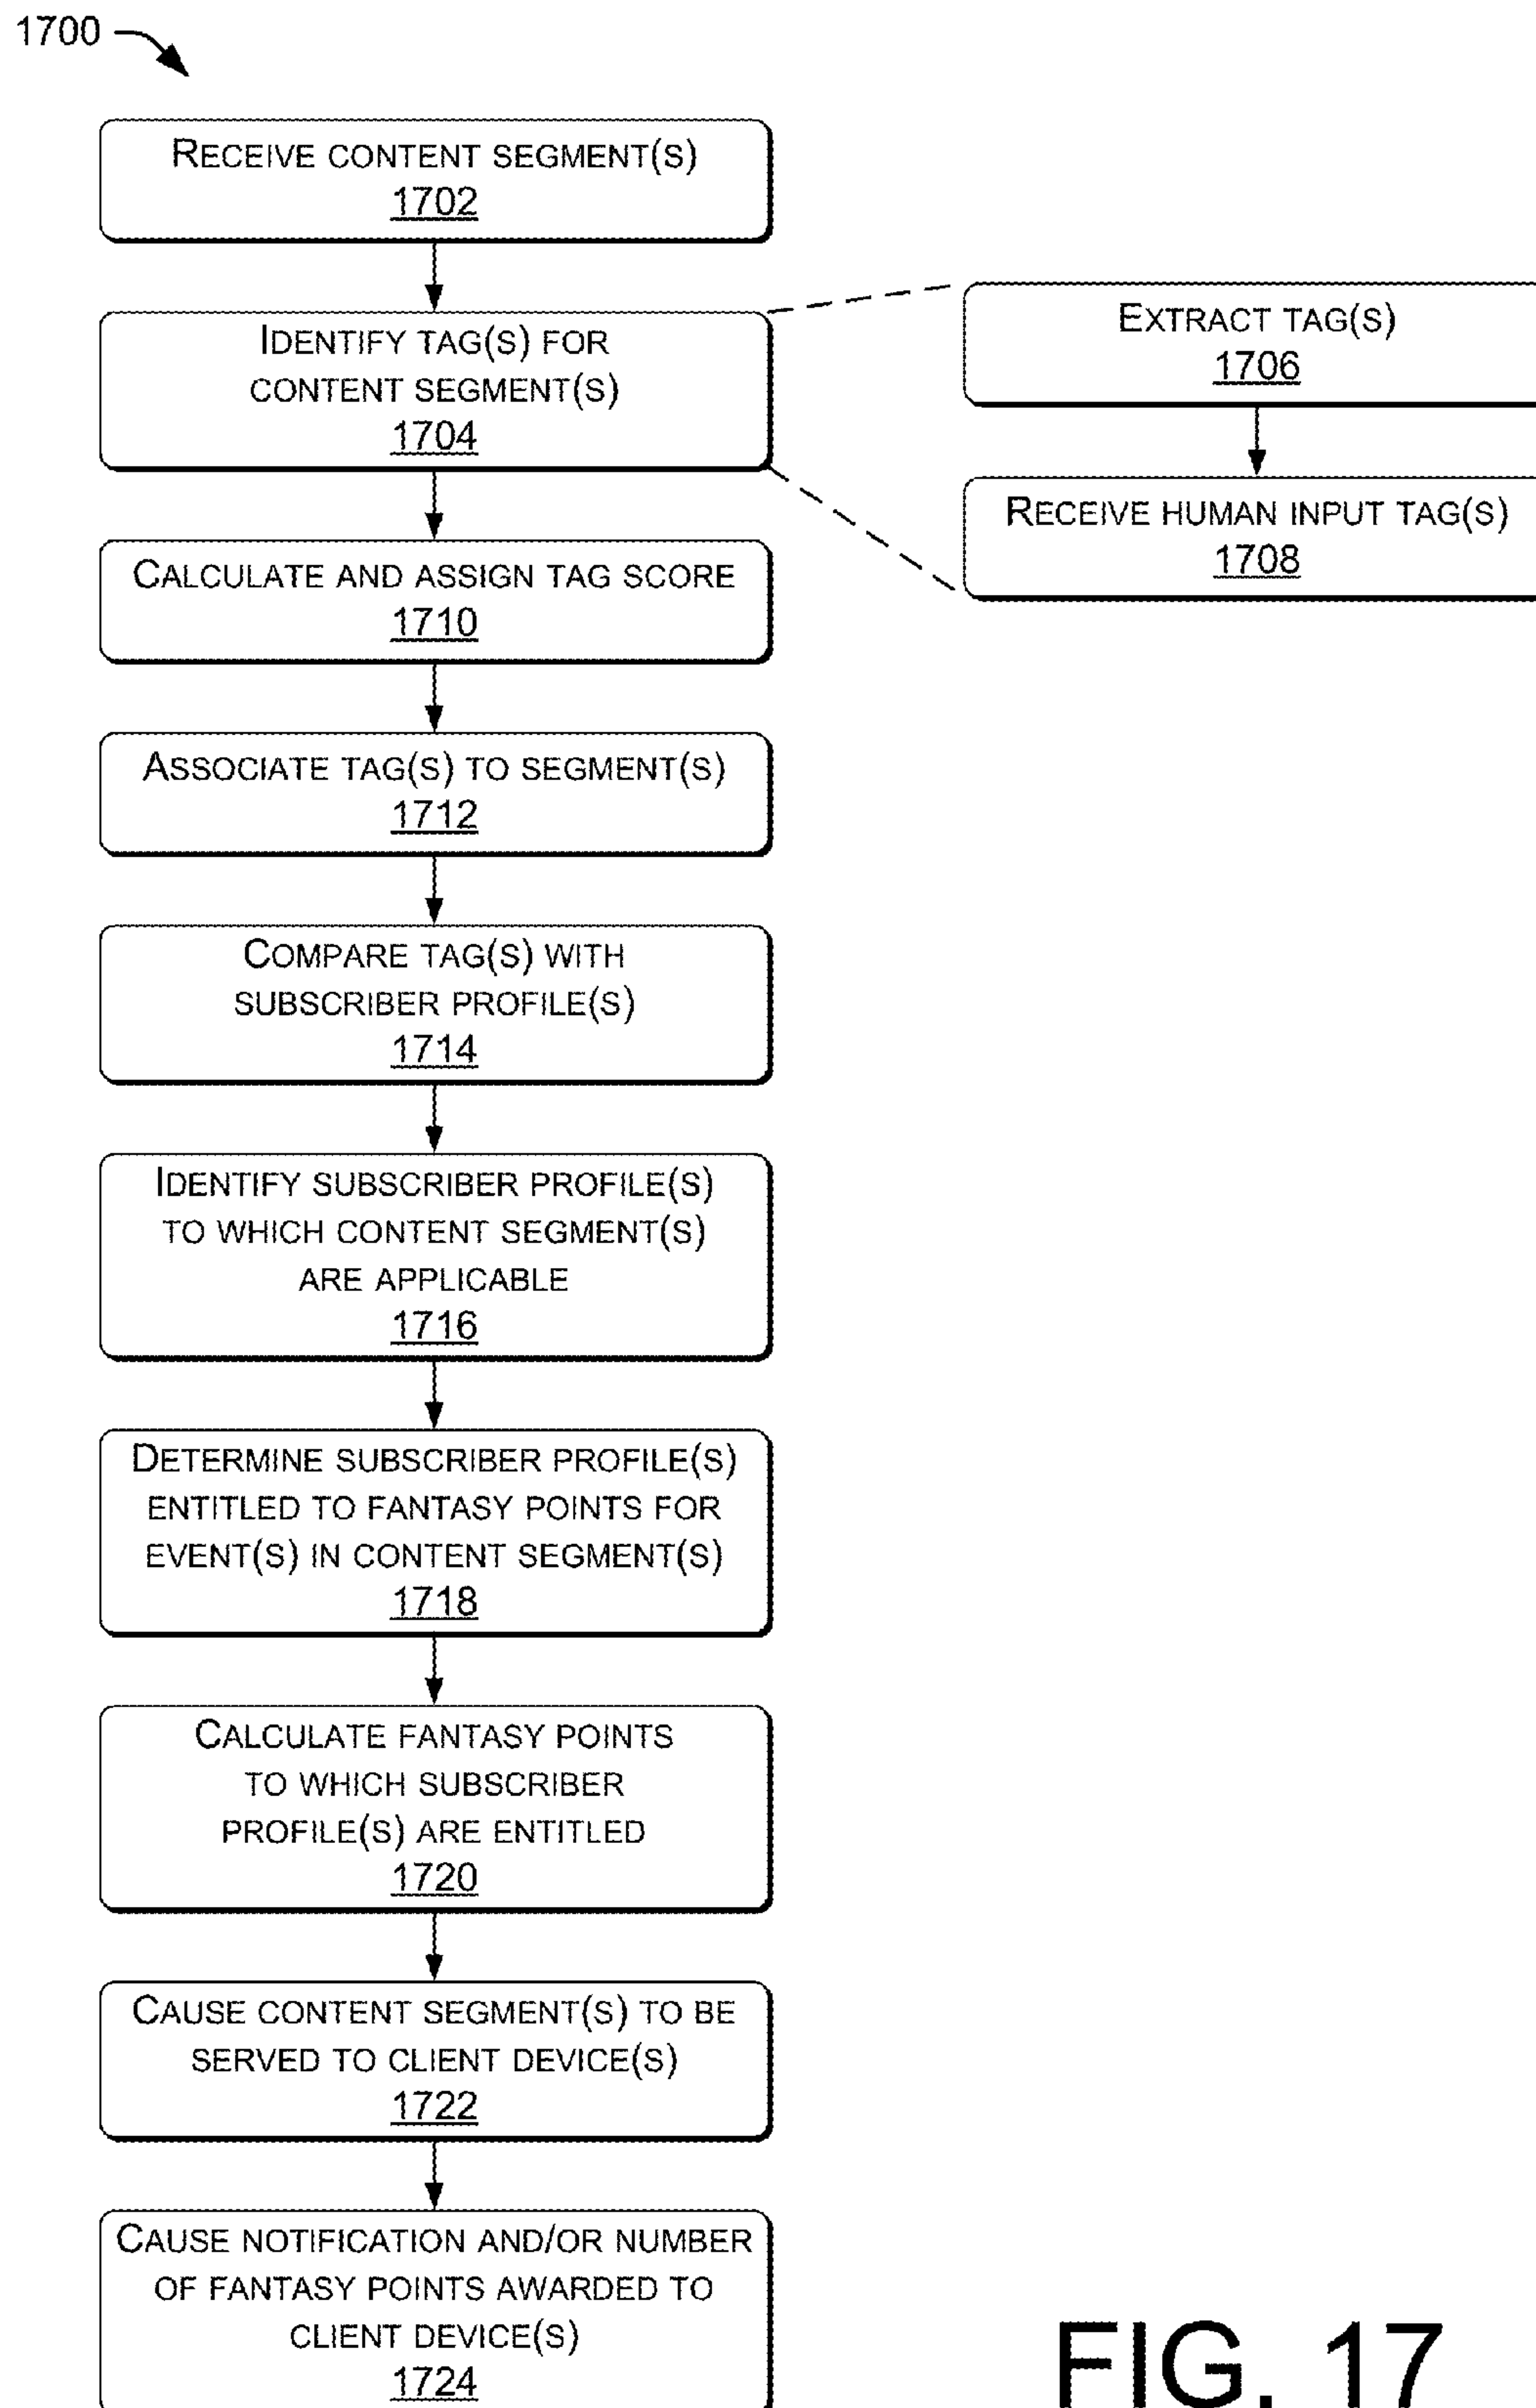 1700
RECEIVE CONTENT SEGMENT(S)
1702
IDENTIFY TAG(S) FOR
CONTENT SEGMENT(S)
1704
EXTRACT TAG(S)
1706
RECEIVE HUMAN INPUT TAG(S)
1708
CALCULATE AND ASSIGN TAG SCORE
1710
ASSOCIATE TAG(S) TO SEGMENT(S)
1712
COMPARE TAG(S) WITH
SUBSCRIBER PROFILE(S)
1714
IDENTIFY SUBSCRIBER PROFILE(S)
TO WHICH CONTENT SEGMENT(S)
ARE APPLICABLE
1716
DETERMINE SUBSCRIBER PROFILE(S)
ENTITLED TO FANTASY POINTS FOR
EVENT(S) IN CONTENT SEGMENT(S)
1718
CALCULATE FANTASY POINTS
TO WHICH SUBSCRIBER
PROFILE(S) ARE ENTITLED
1720
CAUSE CONTENT SEGMENT(S) TO BE
SERVED TO CLIENT DEVICE(S)
1722
CAUSE NOTIFICATION AND/OR NUMBER
OF FANTASY POINTS AWARDED TO
CLIENT DEVICE(S)
1724
FIG. 17